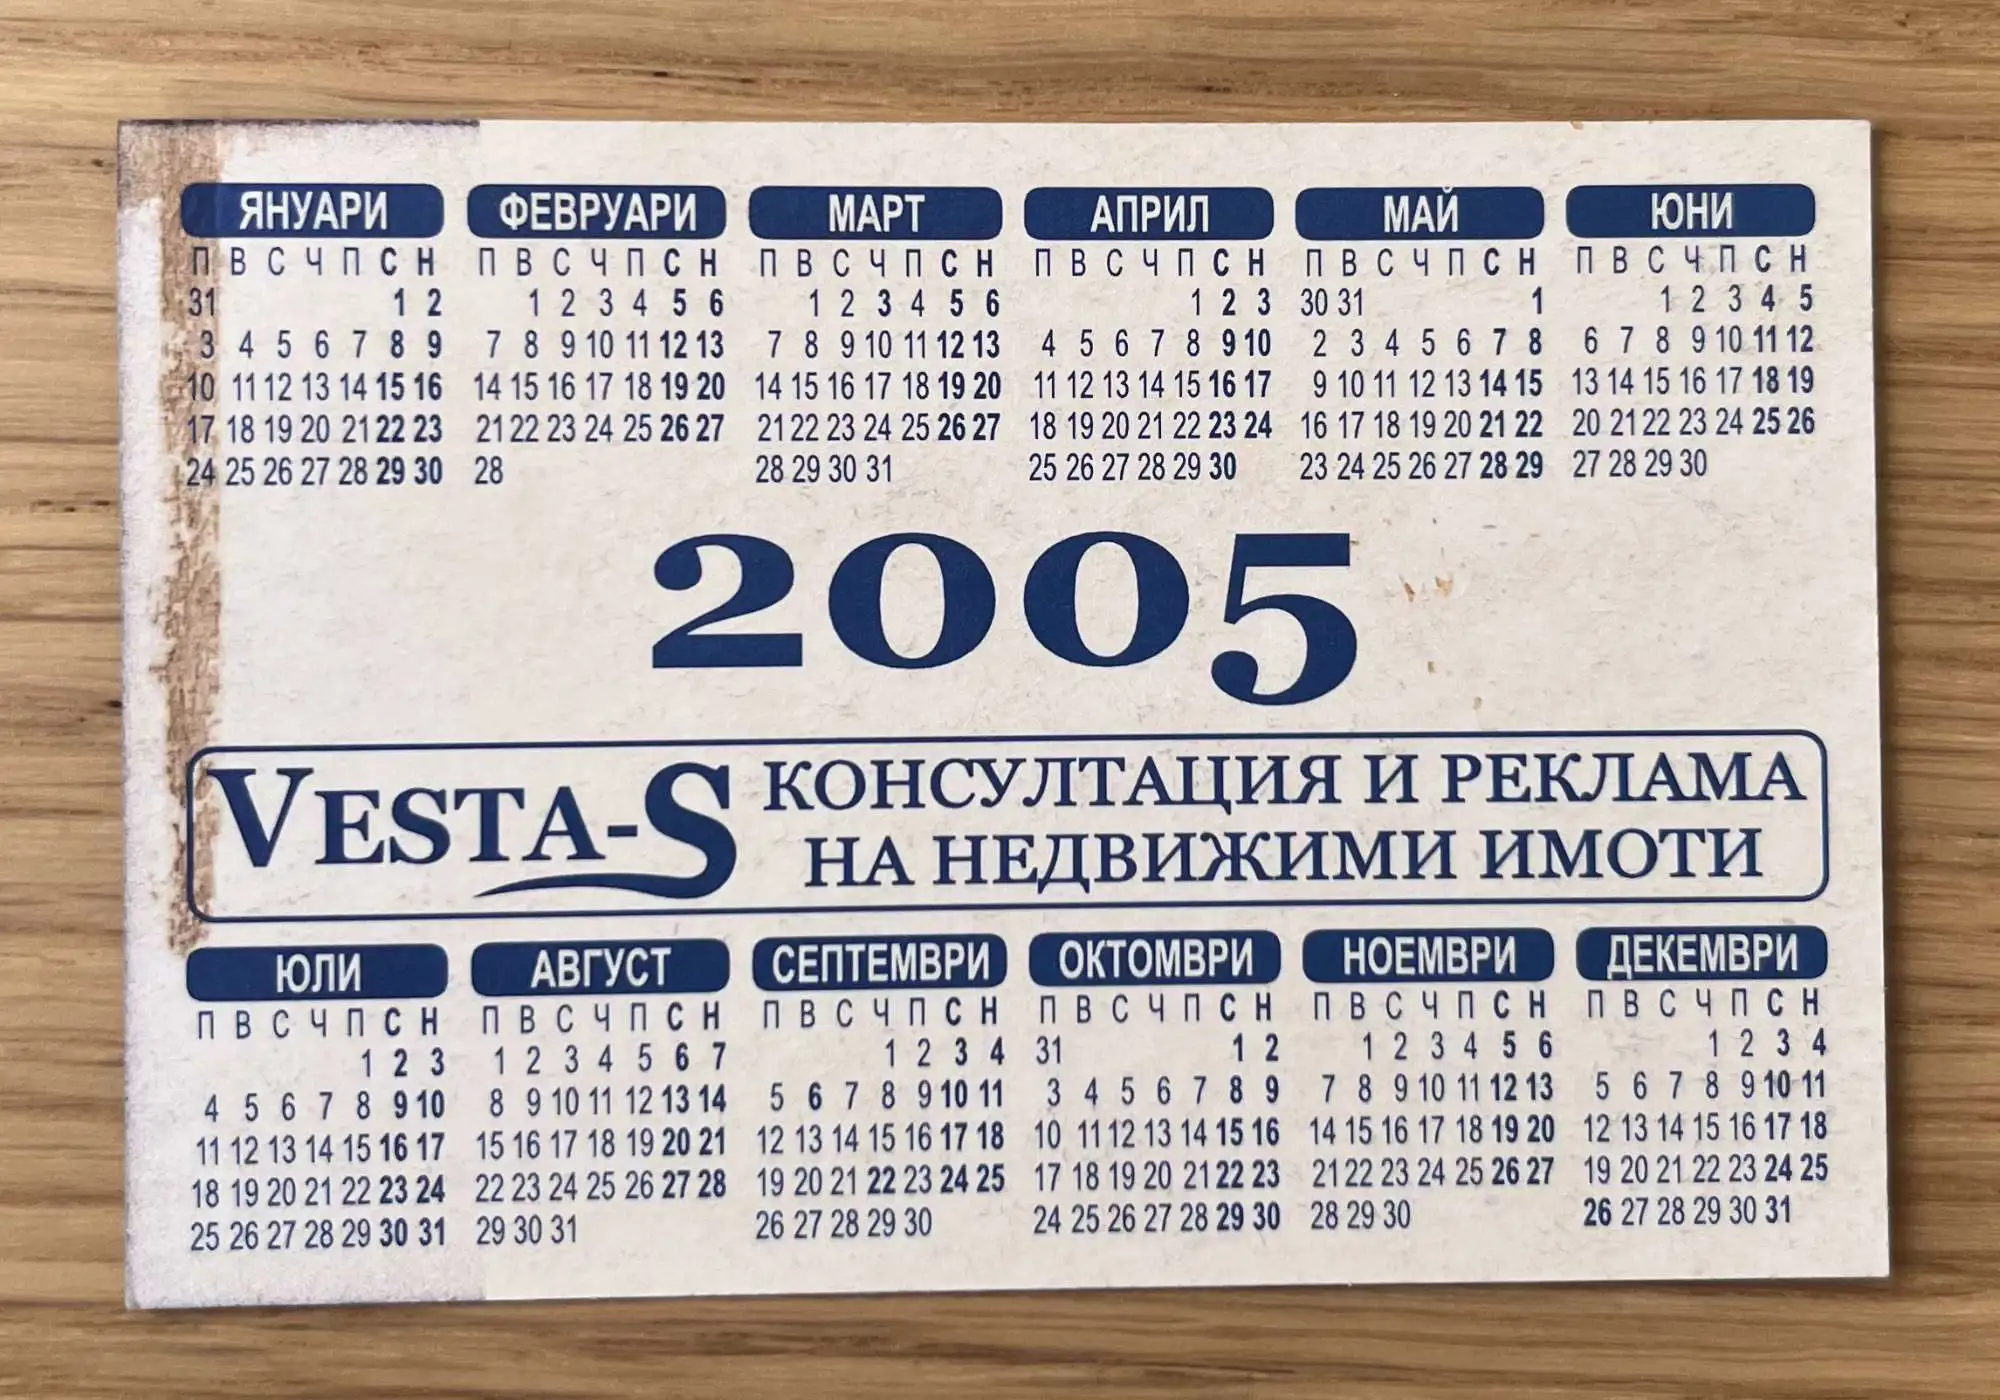 ЯНУАРИ ФЕВРУАРИ МАРТ АПРИЛ МАЙ ЮНИ
П В С Ч П С Н П В С Ч П С Н П В С Ч П С Н П В С Ч П С Н П В С Ч П С Н П В С Ч П С Н
31 1 2 1 2 3 4 5 6 1 2 3 4 5 6 1 2 3 30 31 1 1 2 3 4 5
3 4 5 6 7 8 9 7 8 9 10 11 12 13 7 8 9 10 11 12 13 4 5 6 7 8 9 10 2 3 4 5 6 7 8 6 7 8 9 10 11 12
10 11 12 13 14 15 16 14 15 16 17 18 19 20 14 15 16 17 18 19 20 11 12 13 14 15 16 17 9 10 11 12 13 14 15 13 14 15 16 17 18 19
17 18 19 20 21 22 23 21 22 23 24 25 26 27 21 22 23 24 25 26 27 18 19 20 21 22 23 24 16 17 18 19 20 21 22 20 21 22 23 24 25 26
24 25 26 27 28 29 30 28 28 29 30 31 25 26 27 28 29 30 23 24 25 26 27 28 29 27 28 29 30
2005
VESTA-S КОНСУЛТАЦИЯ И РЕКЛАМА
НА НЕДВИЖИМИ ИМОТИ
ЮЛИ АВГУСТ СЕПТЕМВРИ ОКТОМВРИ НОЕМВРИ ДЕКЕМВРИ
П В С Ч П С Н П В С Ч П С Н П В С Ч П С Н П В С Ч П С Н П В С Ч П С Н П В С Ч П С Н
1 2 3 1 2 3 4 5 6 7 1 2 3 4 31 1 2 1 2 3 4 5 6 1 2 3 4
4 5 6 7 8 9 10 8 9 10 11 12 13 14 5 6 7 8 9 10 11 3 4 5 6 7 8 9 7 8 9 10 11 12 13 5 6 7 8 9 10 11
11 12 13 14 15 16 17 15 16 17 18 19 20 21 12 13 14 15 16 17 18 10 11 12 13 14 15 16 14 15 16 17 18 19 20 12 13 14 15 16 17 18
18 19 20 21 22 23 24 22 23 24 25 26 27 28 19 20 21 22 23 24 25 17 18 19 20 21 22 23 21 22 23 24 25 26 27 19 20 21 22 23 24 25
25 26 27 28 29 30 31 29 30 31 26 27 28 29 30 24 25 26 27 28 29 30 28 29 30 26 27 28 29 30 31